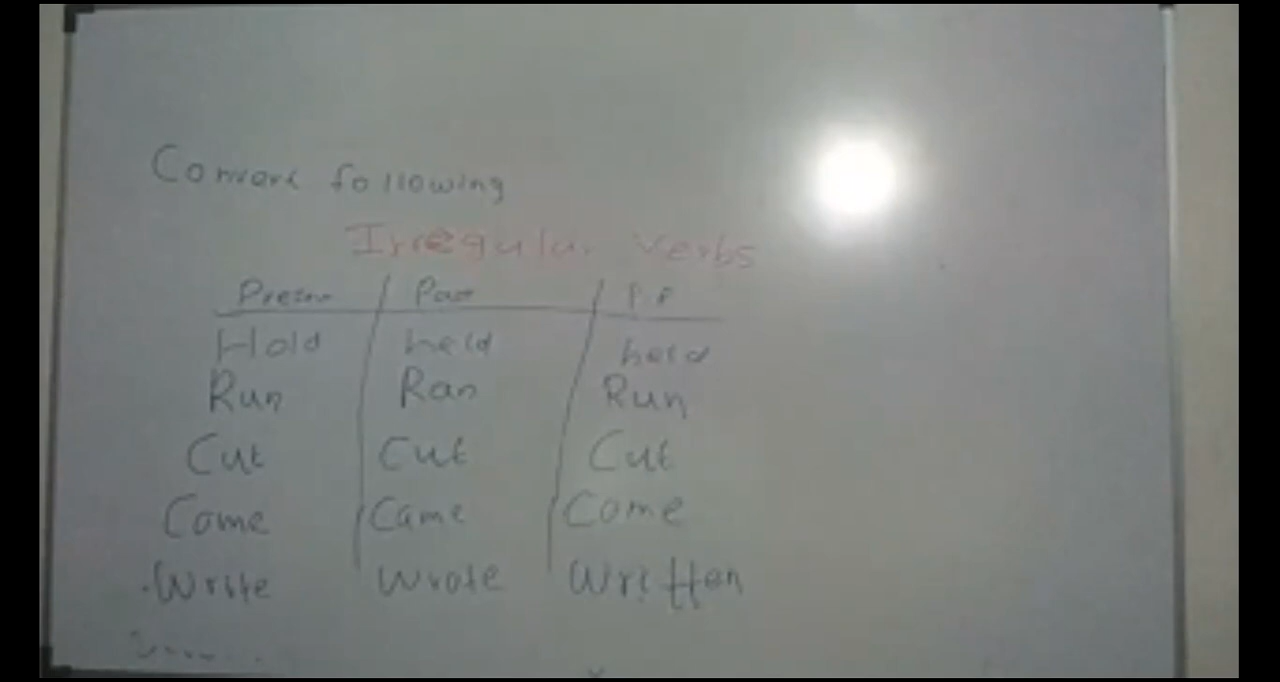 Convert following
Irregular Verbs
Present Past P.P
Hold held held
Run Ran Run
Cut Cut Cut
Come Came Come
Write Wrote Written